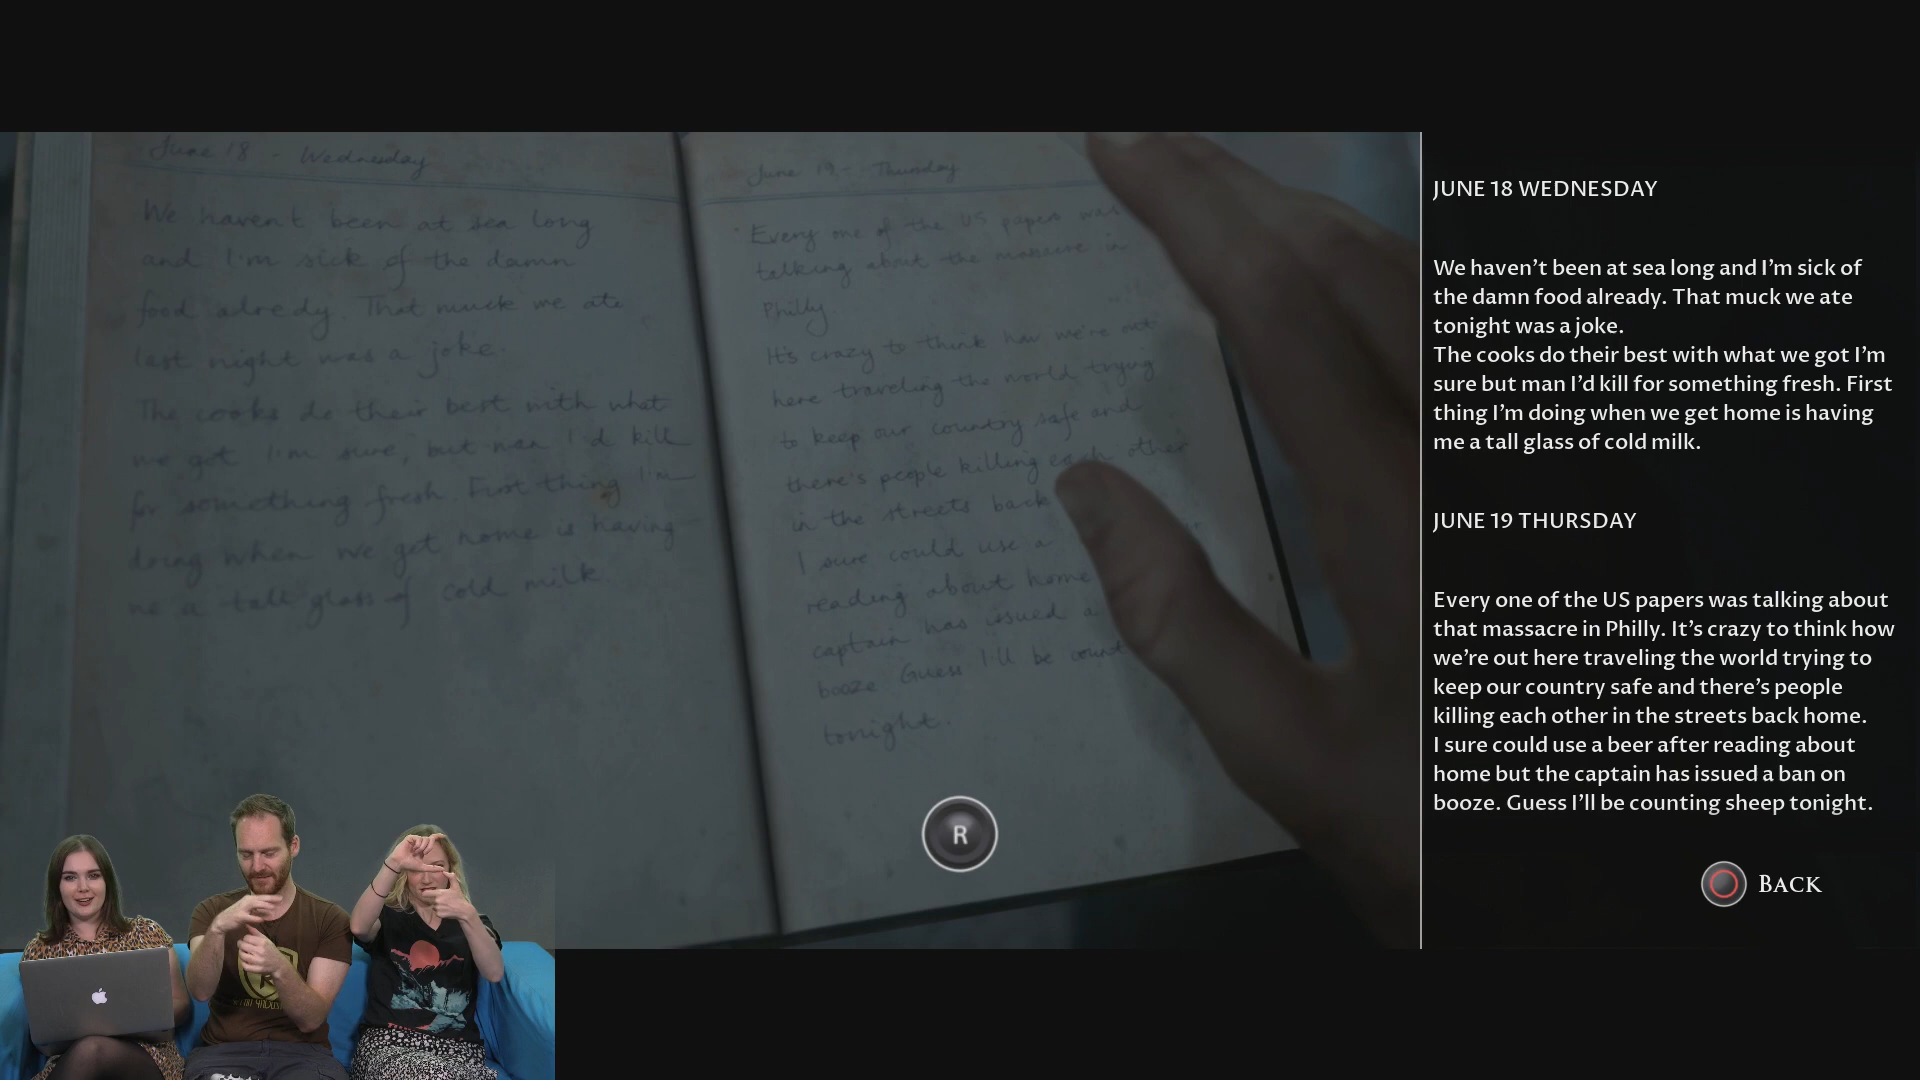 June 18 - Wednesday
We haven't been at sea long
and I'm sick of the damn
food alredy. That muck we ate
last night was a joke.
The cooks do their best with what
we got I'm sure, but man I'd kill
for something fresh. First thing I'm
doing when we get home is having
me a tall glass of cold milk
June 19 - Thursday
Every one of the US papers was
talking about the massacre in
Philly.
It's crazy to think how we're out
here traveling the world trying
to keep our country safe and
there's people killing each other
in the streets back
I sure could use a
reading about home
captain has issued a
booze Guess I'll be count
tonight.
R
JUNE 18 WEDNESDAY
We haven't been at sea long and I'm sick of
the damn food already. That muck we ate
tonight was a joke.
The cooks do their best with what we got I'm
sure but man I'd kill for something fresh. First
thing I'm doing when we get home is having
me a tall glass of cold milk.
JUNE 19 THURSDAY
Every one of the US papers was talking about
that massacre in Philly. It's crazy to think how
we're out here traveling the world trying to
keep our country safe and there's people
killing each other in the streets back home.
I sure could use a beer after reading about
home but the captain has issued a ban on
booze. Guess I'll be counting sheep tonight.
BACK